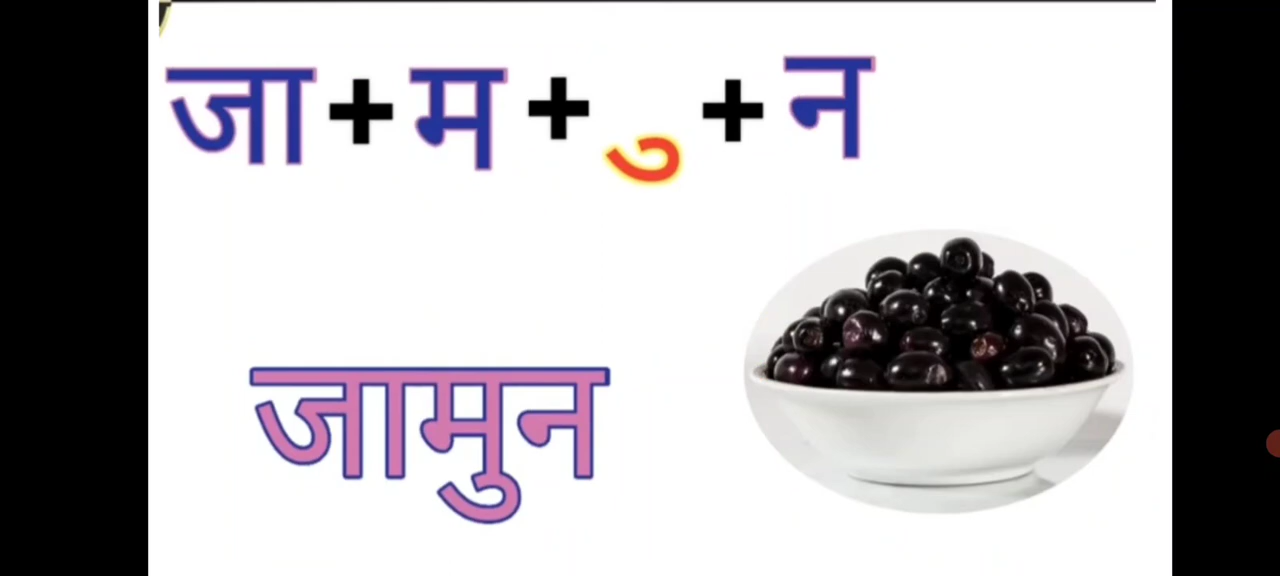 जा + म + ु + न
जामुन